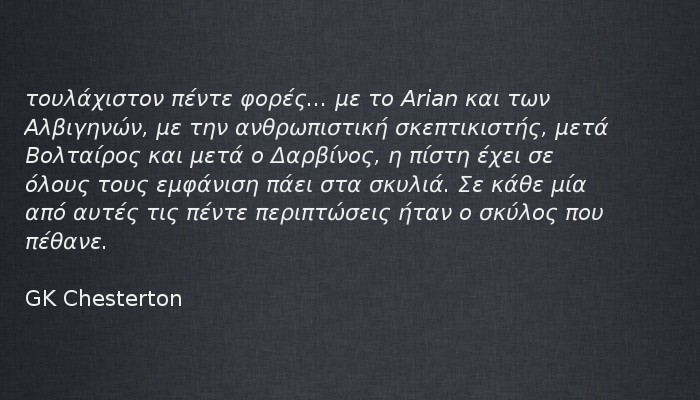 τουλάχιστον πέντε φορές... με το Arian και των
Αλβιγηνών, με την ανθρωπιστική σκεπτικιστής, μετά
Βολταίρος και μετά ο Δαρβίνος, η πίστη έχει σε
όλους τους εμφάνιση πάει στα σκυλιά. Σε κάθε μία
από αυτές τις πέντε περιπτώσεις ήταν ο σκύλος που
πέθανε.
GK Chesterton